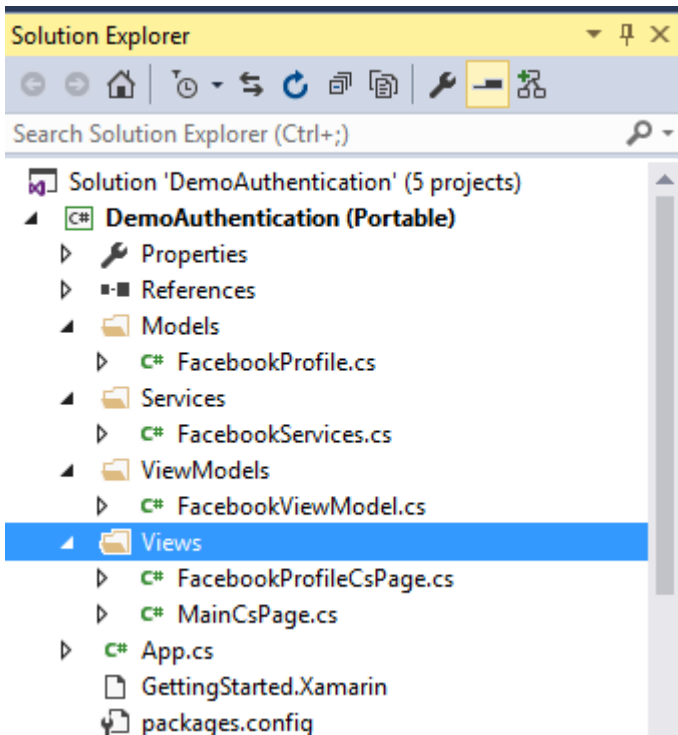 Solution Explorer
Search Solution Explorer (Ctrl+;)
Solution 'DemoAuthentication' (5 projects)
C# DemoAuthentication (Portable)
Properties
References
Models
C# FacebookProfile.cs
Services
C# FacebookServices.cs
ViewModels
C# FacebookViewModel.cs
Views
C# FacebookProfileCsPage.cs
C# MainCsPage.cs
C# App.cs
GettingStarted.Xamarin
packages.config